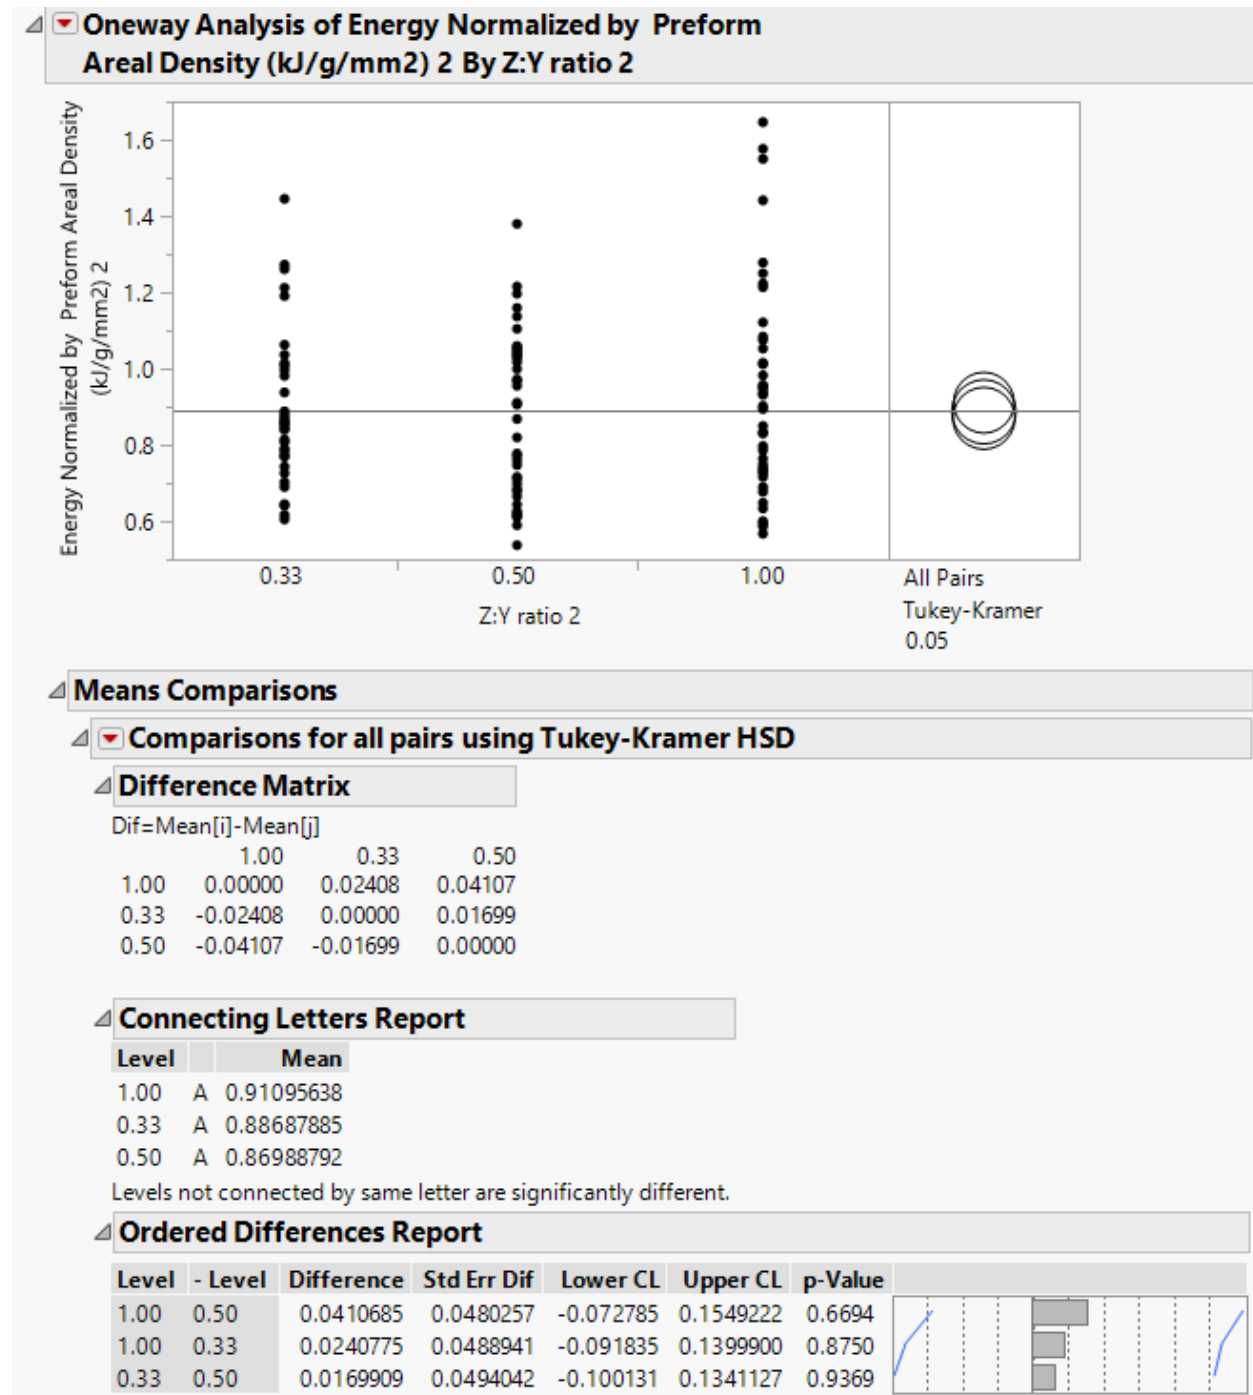 Oneway Analysis of Energy Normalized by Preform
Areal Density (kJ/g/mm2) 2 By Z:Y ratio 2
Energy Normalized by Preform Areal Density
(kJ/g/mm2) 2
1.6
1.4
1.2
1.0
0.8
0.6
0.33 0.50 1.00
Z:Y ratio 2
All Pairs
Tukey-Kramer
0.05
Means Comparisons
Comparisons for all pairs using Tukey-Kramer HSD
Difference Matrix
Dif=Mean[i]-Mean[j]
1.00 0.33 0.50
1.00 0.00000 0.02408 0.04107
0.33 -0.02408 0.00000 0.01699
0.50 -0.04107 -0.01699 0.00000
Connecting Letters Report
Level Mean
1.00 A 0.91095638
0.33 A 0.88687885
0.50 A 0.86988792
Levels not connected by same letter are significantly different.
Ordered Differences Report
Level - Level Difference Std Err Dif Lower CL Upper CL p-Value
1.00 0.50 0.0410685 0.0480257 -0.072785 0.1549222 0.6694
1.00 0.33 0.0240775 0.0488941 -0.091835 0.1399900 0.8750
0.33 0.50 0.0169909 0.0494042 -0.100131 0.1341127 0.9369